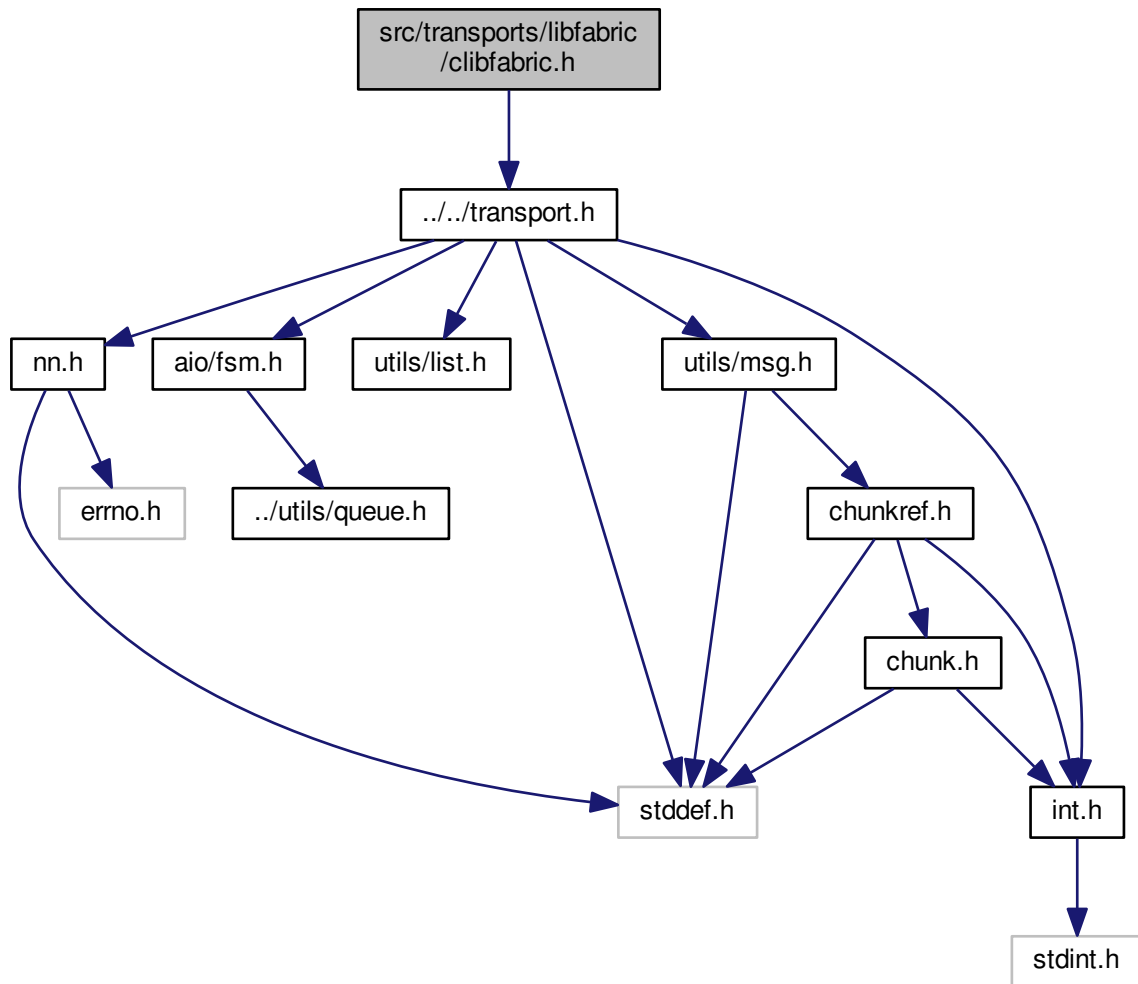 src/transports/libfabric
/clibfabric.h
../../transport.h
nn.h
aio/fsm.h
utils/list.h
utils/msg.h
errno.h
../utils/queue.h
chunkref.h
chunk.h
stddef.h
int.h
stdint.h